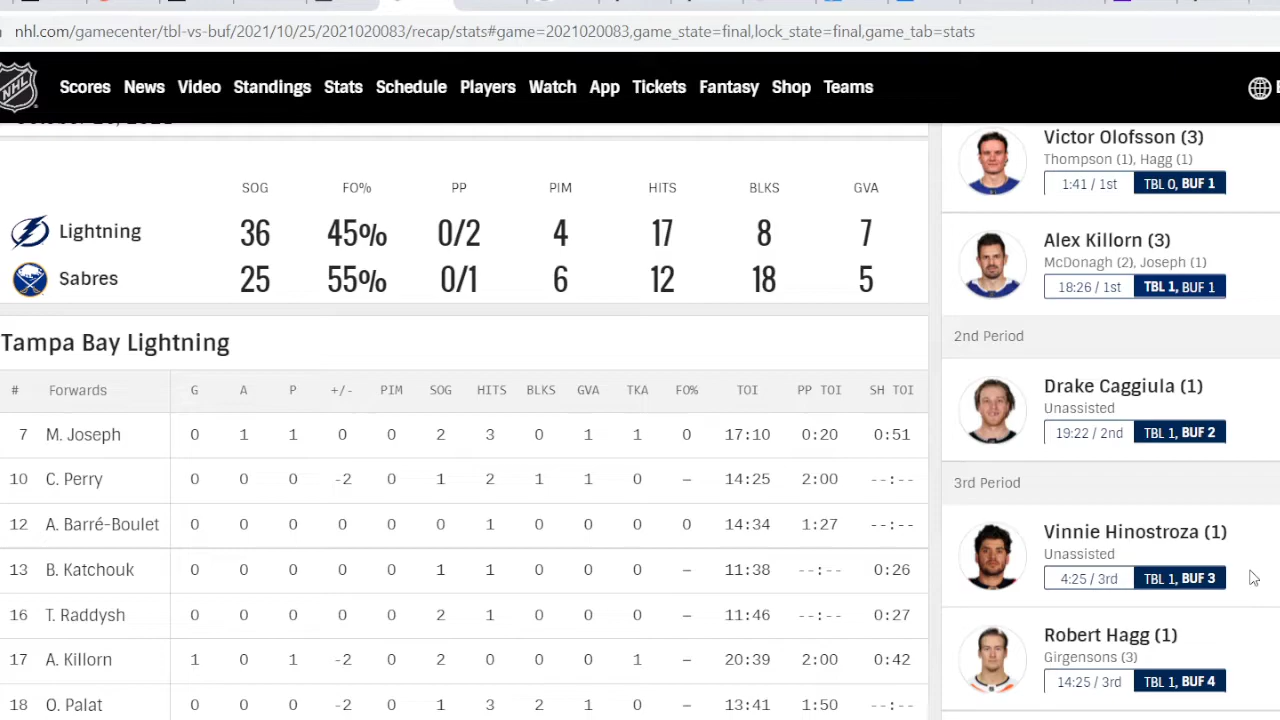 nhl.com/gamecenter/tbl-vs-buf/2021/10/25/2021020083/recap/stats#game=2021020083,game_state=final,lock_state=final,game_tab=stats
NHL Scores News Video Standings Stats Schedule Players Watch App Tickets Fantasy Shop Teams
SOG FO% PP PIM HITS BLKS GVA
Lightning 36 45% 0/2 4 17 8 7
Sabres 25 55% 0/1 6 12 18 5
Tampa Bay Lightning
# Forwards G A P +/- PIM SOG HITS BLKS GVA TKA FO% TOI PP TOI SH TOI
7 M. Joseph 0 1 1 0 0 2 3 0 1 1 0 17:10 0:20 0:51
10 C. Perry 0 0 0 -2 0 1 2 1 1 0 – 14:25 2:00 --:--
12 A. Barré-Boulet 0 0 0 0 0 0 1 0 0 0 0 14:34 1:27 --:--
13 B. Katchouk 0 0 0 0 0 1 1 0 0 0 – 11:38 --:-- 0:26
16 T. Raddysh 0 0 0 0 0 2 1 0 0 0 – 11:46 --:-- 0:27
17 A. Killorn 1 0 1 -2 0 2 0 0 0 1 – 20:39 2:00 0:42
18 O. Palat 0 0 0 -2 0 1 3 2 1 0 – 13:41 1:50 --:--
Victor Olofsson (3)
Thompson (1), Hagg (1)
1:41 / 1st TBL 0, BUF 1
Alex Killorn (3)
McDonagh (2), Joseph (1)
18:26 / 1st TBL 1, BUF 1
2nd Period
Drake Caggiula (1)
Unassisted
19:22 / 2nd TBL 1, BUF 2
3rd Period
Vinnie Hinostroza (1)
Unassisted
4:25 / 3rd TBL 1, BUF 3
Robert Hagg (1)
Girgensons (3)
14:25 / 3rd TBL 1, BUF 4